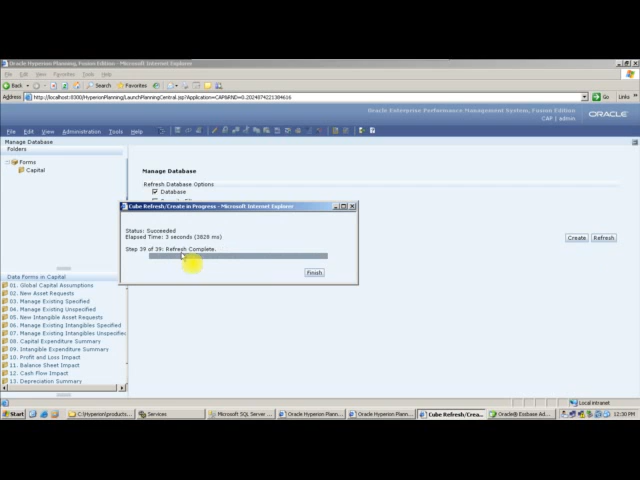 Oracle Hyperion Planning, Fusion Edition - Microsoft Internet Explorer
File Edit View Favorites Tools Help
Back Search Favorites
Address http://localhost:8300/HyperionPlanning/LaunchPlanningCentral.jsp?Application=CAP&RND=0.2024874221384616 Go Links
Oracle Enterprise Performance Management System, Fusion Edition
CAP | admin ORACLE
File Edit View Administration Tools Help
Manage Database
Folders
Forms
Capital
Manage Database
Refresh Database Options
Database
Cube Refresh/Create in Progress - Microsoft Internet Explorer
Status: Succeeded
Elapsed Time: 3 seconds (3828 ms)
Step 39 of 39: Refresh Complete.
Finish
Create Refresh
Data Forms in Capital
01. Global Capital Assumptions
02. New Asset Requests
03. Manage Existing Specified
04. Manage Existing Unspecified
05. New Intangible Asset Requests
06. Manage Existing Intangibles Specified
07. Manage Existing Intangibles Unspecified
08. Capital Expenditure Summary
09. Intangible Expenditure Summary
10. Profit and Loss Impact
11. Balance Sheet Impact
12. Cash Flow Impact
13. Depreciation Summary
Local intranet
Start C:\Hyperion\products... Services Microsoft SQL Server ... Oracle Hyperion Plann... Oracle Hyperion Plann... Cube Refresh/Crea... Oracle® Essbase Ad... 12:30 PM